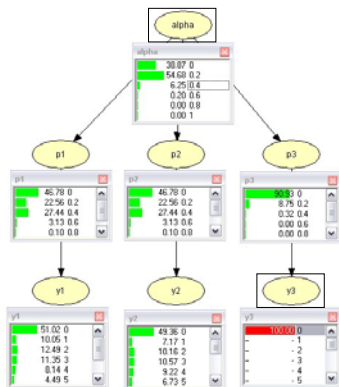 alpha
alpha
38.87 0
54.68 0.2
6.25 0.4
0.20 0.6
0.00 0.8
0.00 1
p1
p2
p3
p1
46.78 0
22.56 0.2
27.44 0.4
3.13 0.6
0.10 0.8
p2
46.78 0
22.56 0.2
27.44 0.4
3.13 0.6
0.10 0.8
p3
90.93 0
8.75 0.2
0.32 0.4
0.00 0.6
0.00 0.8
y1
y2
y3
y1
51.02 0
10.05 1
12.49 2
11.35 3
8.14 4
4.49 5
y2
49.36 0
7.17 1
10.16 2
10.57 3
9.22 4
6.73 5
y3
100.00 0
- 1
- 2
- 3
- 4
- 5